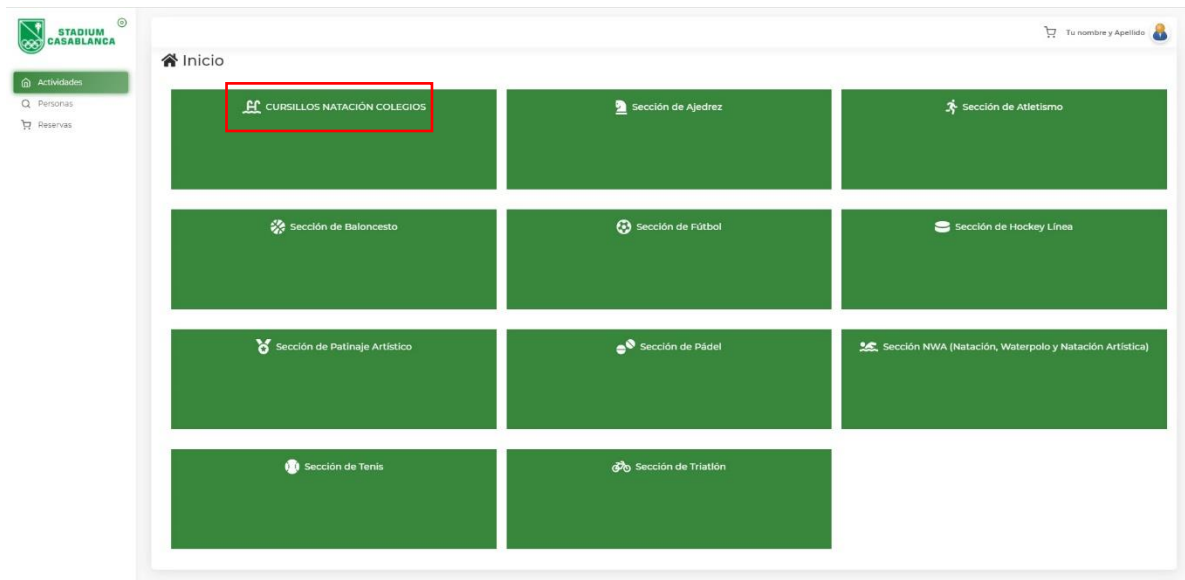 STADIUM
CASABLANCA
Tu nombre y Apellido
Inicio
Actividades
Personas
Reservas
CURSILLOS NATACIÓN COLEGIOS
Sección de Ajedrez
Sección de Atletismo
Sección de Baloncesto
Sección de Fútbol
Sección de Hockey Línea
Sección de Patinaje Artístico
Sección de Pádel
Sección NWA (Natación, Waterpolo y Natación Artística)
Sección de Tenis
Sección de Triatlón